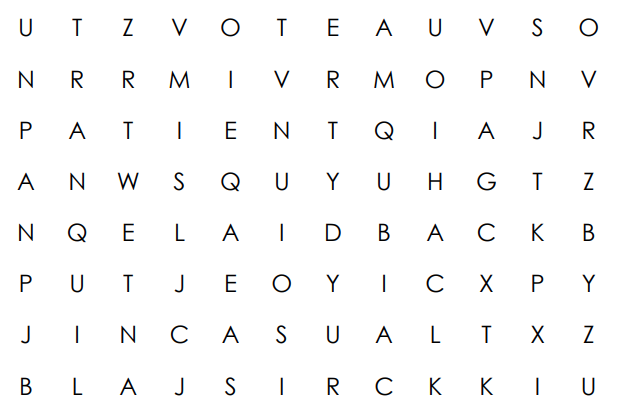 U T Z V O T E A U V S O
N R R M I V R M O P N V
P A T I E N T Q I A J R
A N W S Q U Y U H G T Z
N Q E L A I D B A C K B
P U T J E O Y I C X P Y
J I N C A S U A L T X Z
B L A J S I R C K K I U